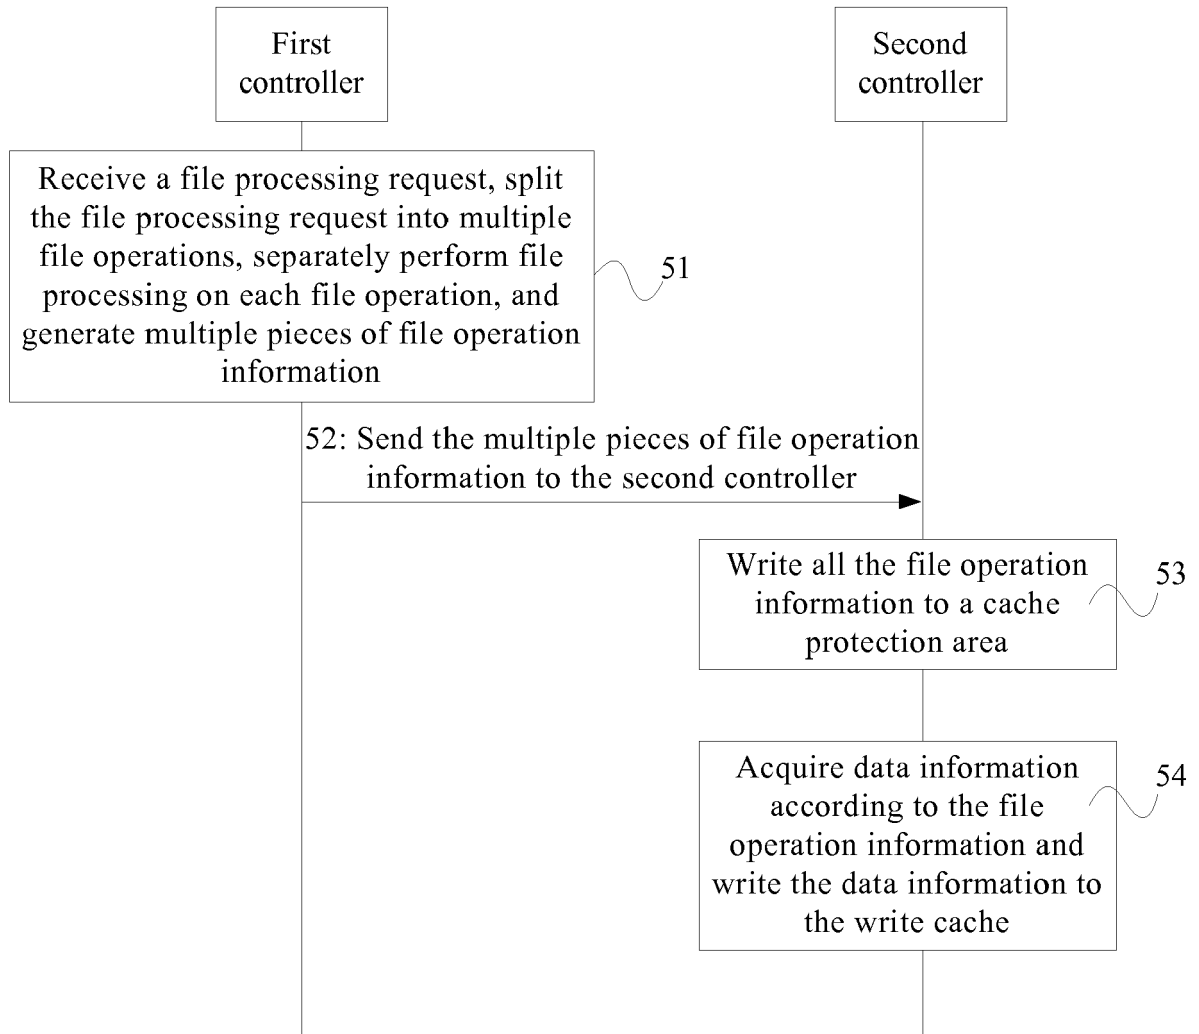 First
controller
Second
controller
Receive a file processing request, split
the file processing request into multiple
file operations, separately perform file
processing on each file operation, and
generate multiple pieces of file operation
information
51
52: Send the multiple pieces of file operation
information to the second controller
Write all the file operation
information to a cache
protection area
53
Acquire data information
according to the file
operation information and
write the data information to
the write cache
54